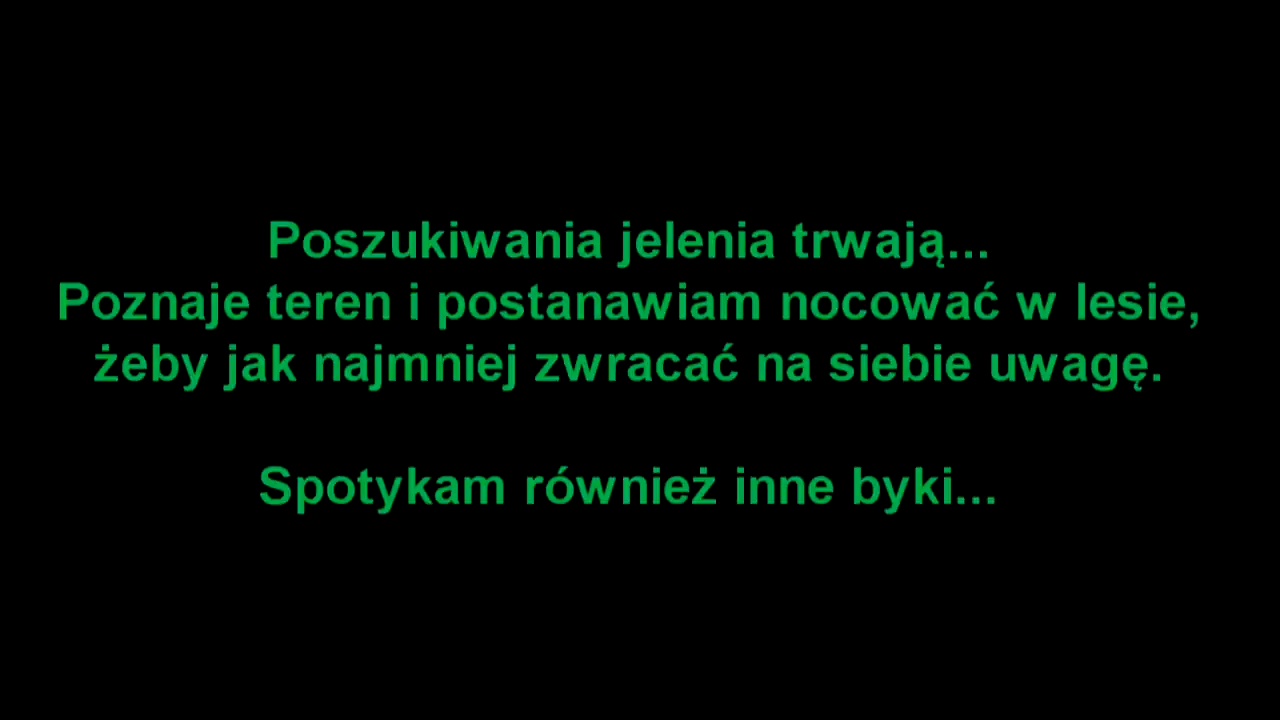 Poszukiwania jelenia trwają...
Poznaje teren i postanawiam nocować w lesie,
żeby jak najmniej zwracać na siebie uwagę.
Spotykam również inne byki...